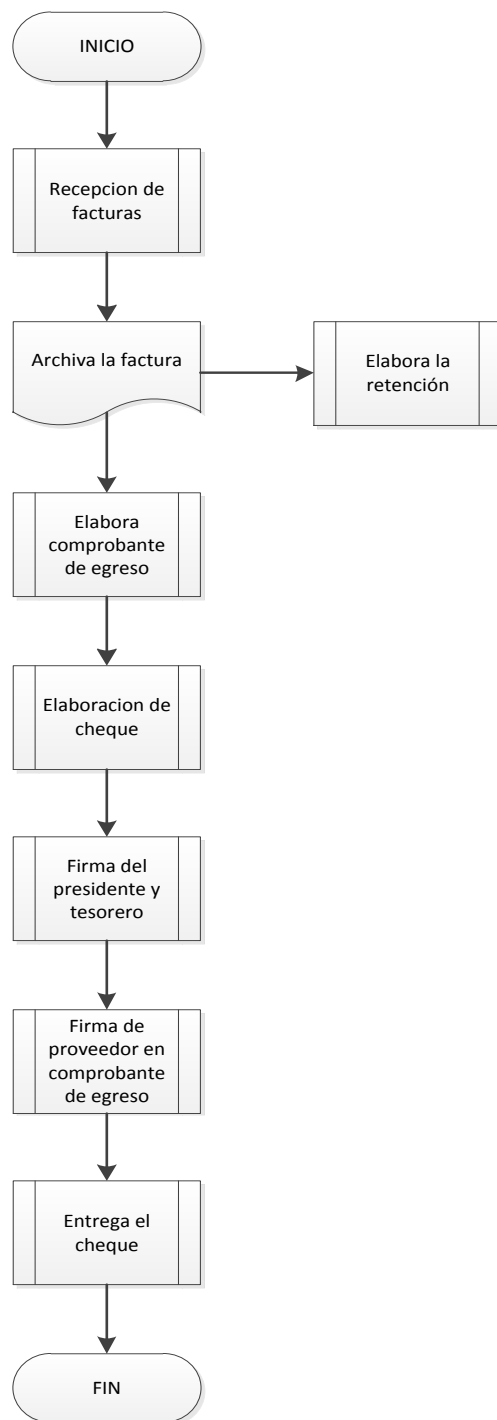 INICIO
Recepcion de
facturas
Archiva la factura
Elabora la
retención
Elabora
comprobante
de egreso
Elaboracion de
cheque
Firma del
presidente y
tesorero
Firma de
proveedor en
comprobante
de egreso
Entrega el
cheque
FIN